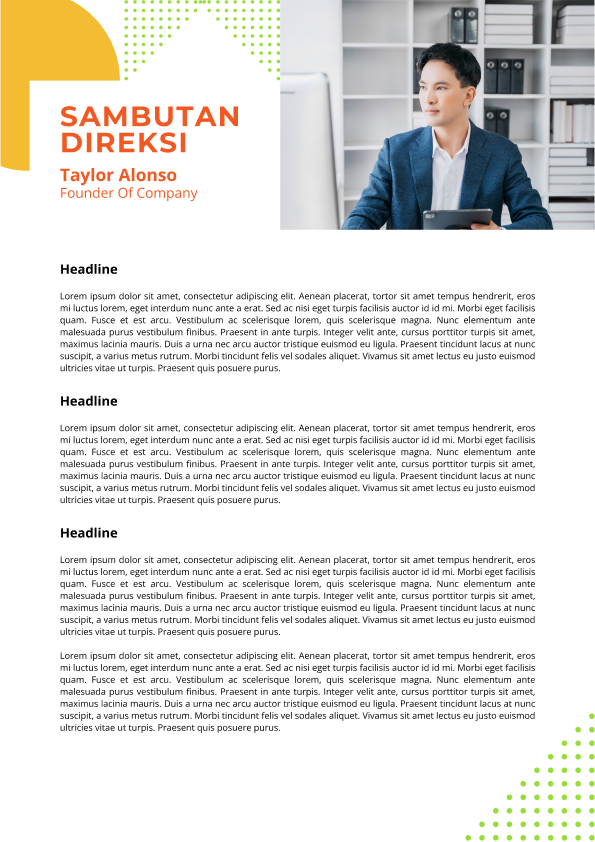 SAMBUTAN
DIREKSI
Taylor Alonso
Founder Of Company
Headline
Lorem ipsum dolor sit amet, consectetur adipiscing elit. Aenean placerat, tortor sit amet tempus hendrerit, eros
mi luctus lorem, eget interdum nunc ante a erat. Sed ac nisi eget turpis facilisis auctor id id mi. Morbi eget facilisis
quam. Fusce et est arcu. Vestibulum ac scelerisque lorem, quis scelerisque magna. Nunc elementum ante
malesuada purus vestibulum finibus. Praesent in ante turpis. Integer velit ante, cursus porttitor turpis sit amet,
maximus lacinia mauris. Duis a urna nec arcu auctor tristique euismod eu ligula. Praesent tincidunt lacus at nunc
suscipit, a varius metus rutrum. Morbi tincidunt felis vel sodales aliquet. Vivamus sit amet lectus eu justo euismod
ultricies vitae ut turpis. Praesent quis posuere purus.
Headline
Lorem ipsum dolor sit amet, consectetur adipiscing elit. Aenean placerat, tortor sit amet tempus hendrerit, eros
mi luctus lorem, eget interdum nunc ante a erat. Sed ac nisi eget turpis facilisis auctor id id mi. Morbi eget facilisis
quam. Fusce et est arcu. Vestibulum ac scelerisque lorem, quis scelerisque magna. Nunc elementum ante
malesuada purus vestibulum finibus. Praesent in ante turpis. Integer velit ante, cursus porttitor turpis sit amet,
maximus lacinia mauris. Duis a urna nec arcu auctor tristique euismod eu ligula. Praesent tincidunt lacus at nunc
suscipit, a varius metus rutrum. Morbi tincidunt felis vel sodales aliquet. Vivamus sit amet lectus eu justo euismod
ultricies vitae ut turpis. Praesent quis posuere purus.
Headline
Lorem ipsum dolor sit amet, consectetur adipiscing elit. Aenean placerat, tortor sit amet tempus hendrerit, eros
mi luctus lorem, eget interdum nunc ante a erat. Sed ac nisi eget turpis facilisis auctor id id mi. Morbi eget facilisis
quam. Fusce et est arcu. Vestibulum ac scelerisque lorem, quis scelerisque magna. Nunc elementum ante
malesuada purus vestibulum finibus. Praesent in ante turpis. Integer velit ante, cursus porttitor turpis sit amet,
maximus lacinia mauris. Duis a urna nec arcu auctor tristique euismod eu ligula. Praesent tincidunt lacus at nunc
suscipit, a varius metus rutrum. Morbi tincidunt felis vel sodales aliquet. Vivamus sit amet lectus eu justo euismod
ultricies vitae ut turpis. Praesent quis posuere purus.
Lorem ipsum dolor sit amet, consectetur adipiscing elit. Aenean placerat, tortor sit amet tempus hendrerit, eros
mi luctus lorem, eget interdum nunc ante a erat. Sed ac nisi eget turpis facilisis auctor id id mi. Morbi eget facilisis
quam. Fusce et est arcu. Vestibulum ac scelerisque lorem, quis scelerisque magna. Nunc elementum ante
malesuada purus vestibulum finibus. Praesent in ante turpis. Integer velit ante, cursus porttitor turpis sit amet,
maximus lacinia mauris. Duis a urna nec arcu auctor tristique euismod eu ligula. Praesent tincidunt lacus at nunc
suscipit, a varius metus rutrum. Morbi tincidunt felis vel sodales aliquet. Vivamus sit amet lectus eu justo euismod
ultricies vitae ut turpis. Praesent quis posuere purus.